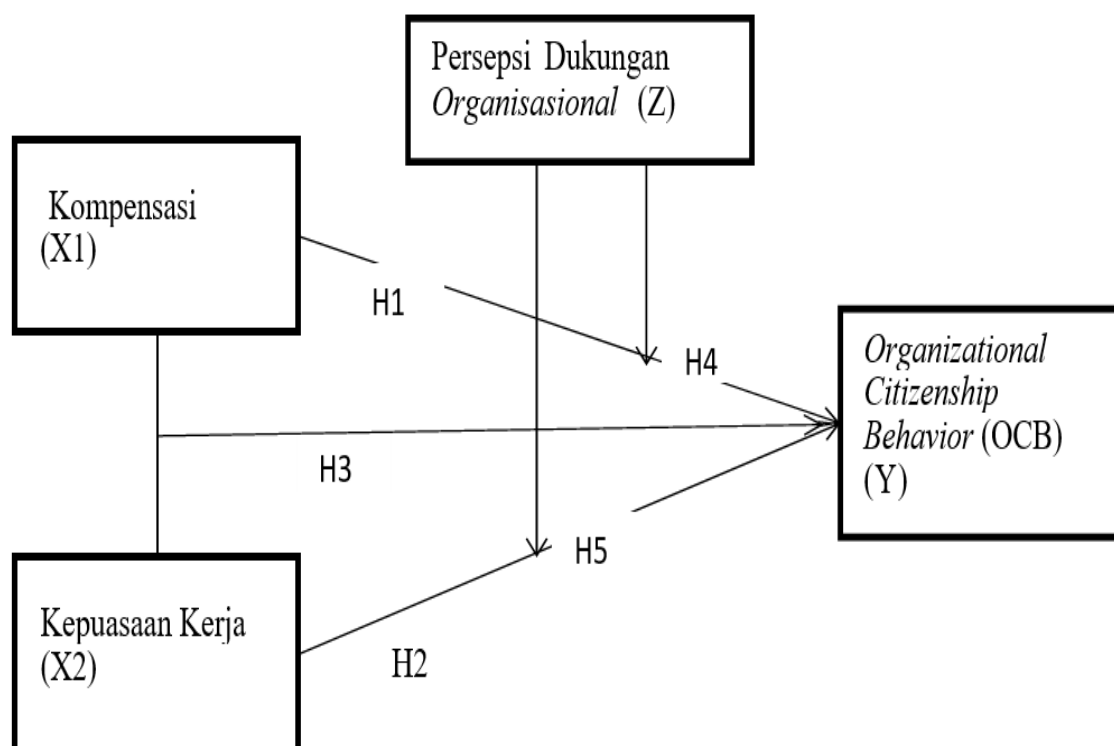 Persepsi Dukungan
Organisasional (Z)
Kompensasi
(X1)
H1
H4
Organizational
Citizenship
Behavior (OCB)
(Y)
H3
H5
Kepuasaan Kerja
(X2)
H2